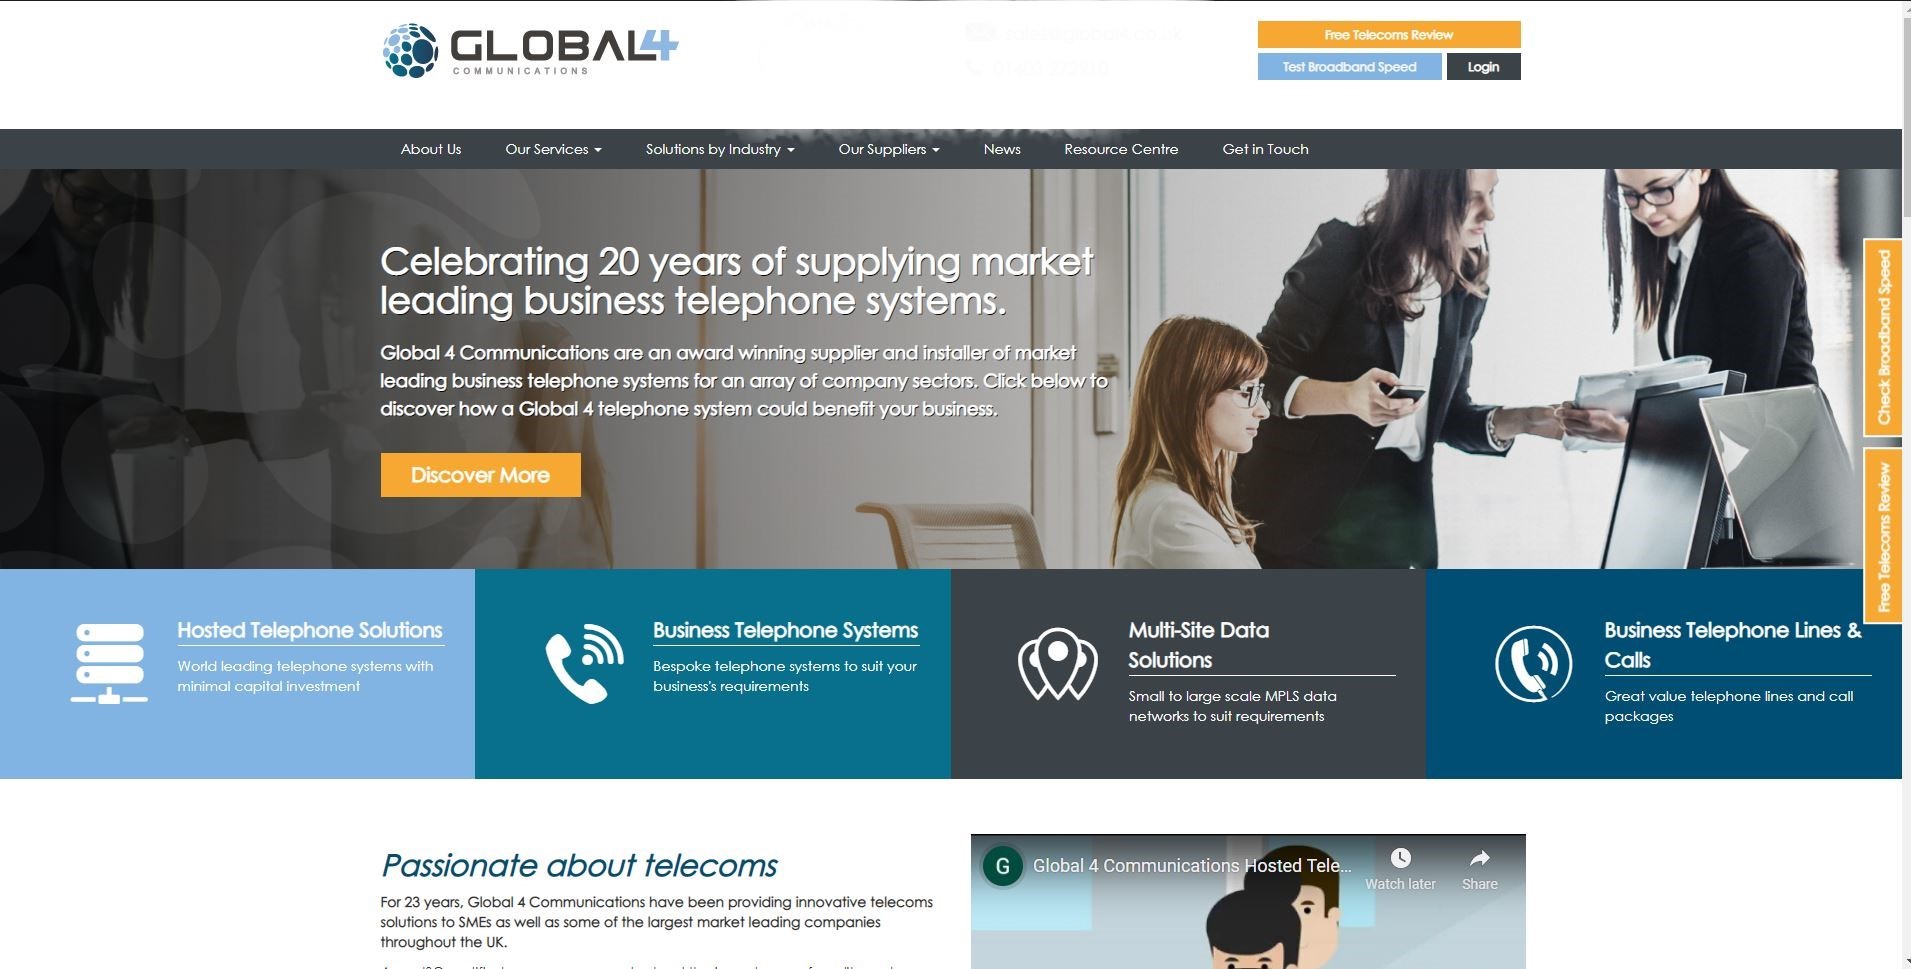 GLOBAL4
COMMUNICATIONS
Free Telecoms Review
Test Broadband Speed
Login
About Us
Our Services
Solutions by Industry
Our Suppliers
News
Resource Centre
Get in Touch
Celebrating 20 years of supplying market
leading business telephone systems.
Global 4 Communications are an award winning supplier and installer of market
leading business telephone systems for an array of company sectors. Click below to
discover how a Global 4 telephone system could benefit your business.
Discover More
Check Broadband Speed
Free Telecoms Review
Hosted Telephone Solutions
World leading telephone systems with
minimal capital investment
Business Telephone Systems
Bespoke telephone systems to suit your
business's requirements
Multi-Site Data
Solutions
Small to large scale MPLS data
networks to suit requirements
Business Telephone Lines &
Calls
Great value telephone lines and call
packages
Passionate about telecoms
For 23 years, Global 4 Communications have been providing innovative telecoms
solutions to SMEs as well as some of the largest market leading companies
throughout the UK.
G
Global 4 Communications Hosted Tele...
Watch later
Share